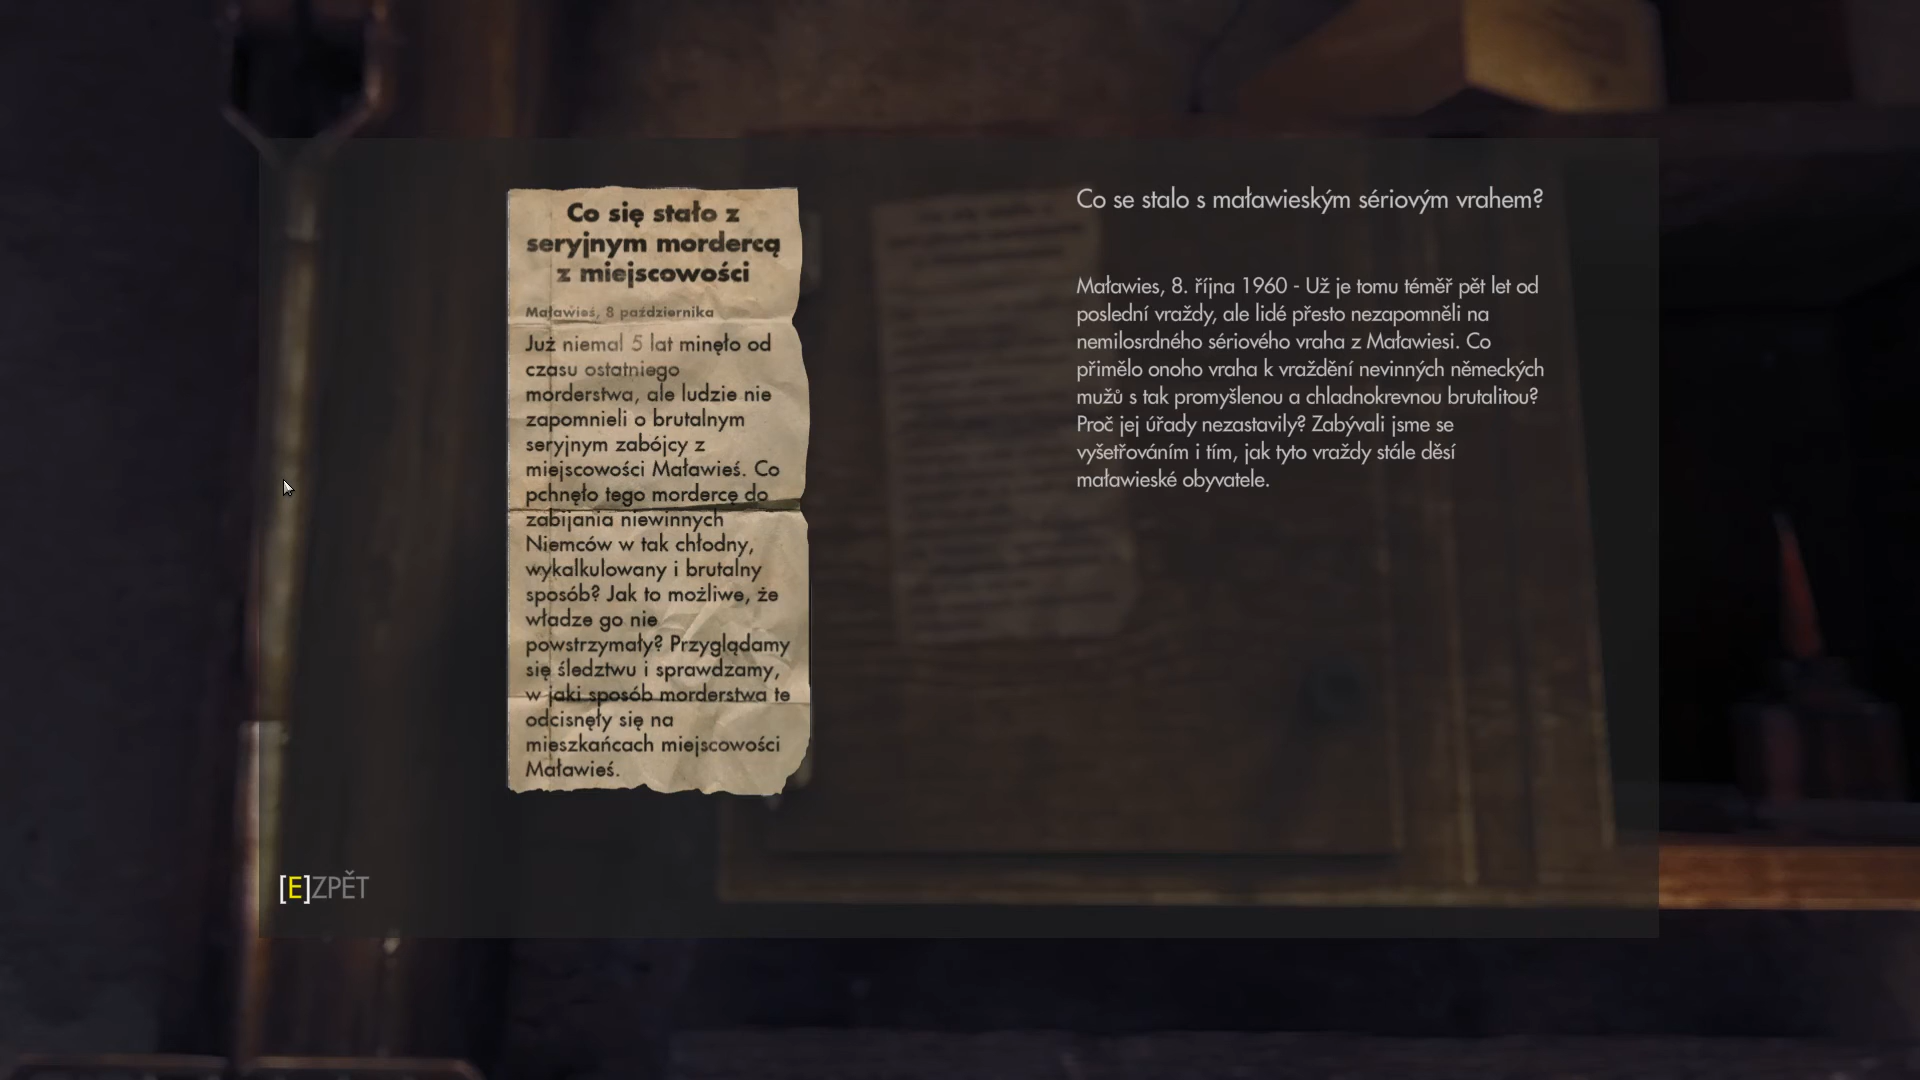 Co się stało z
seryjnym mordercą
z miejscowości
Maławieś, 8 października
Już niemal 5 lat minęło od
czasu ostatniego
morderstwa, ale ludzie nie
zapomnieli o brutalnym
seryjnym zabójcy z
miejscowości Maławieś. Co
pchnęło tego mordercę do
zabijania niewinnych
Niemców w tak chłodny,
wykalkulowany i brutalny
sposób? Jak to możliwe, że
władze go nie
powstrzymały? Przyglądamy
się śledztwu i sprawdzamy,
w jaki sposób morderstwa te
odcisnęły się na
mieszkańcach miejscowości
Maławieś.
Co se stalo s maławieským sériovým vrahem?
Maławies, 8. října 1960 - Už je tomu téměř pět let od
poslední vraždy, ale lidé přesto nezapomněli na
nemilosrdného sériového vraha z Maławiesi. Co
přimělo onoho vraha k vraždění nevinných německých
mužů s tak promyšlenou a chladnokrevnou brutalitou?
Proč jej úřady nezastavily? Zabývali jsme se
vyšetřováním i tím, jak tyto vraždy stále děsí
maławieské obyvatele.
[E]ZPĚT